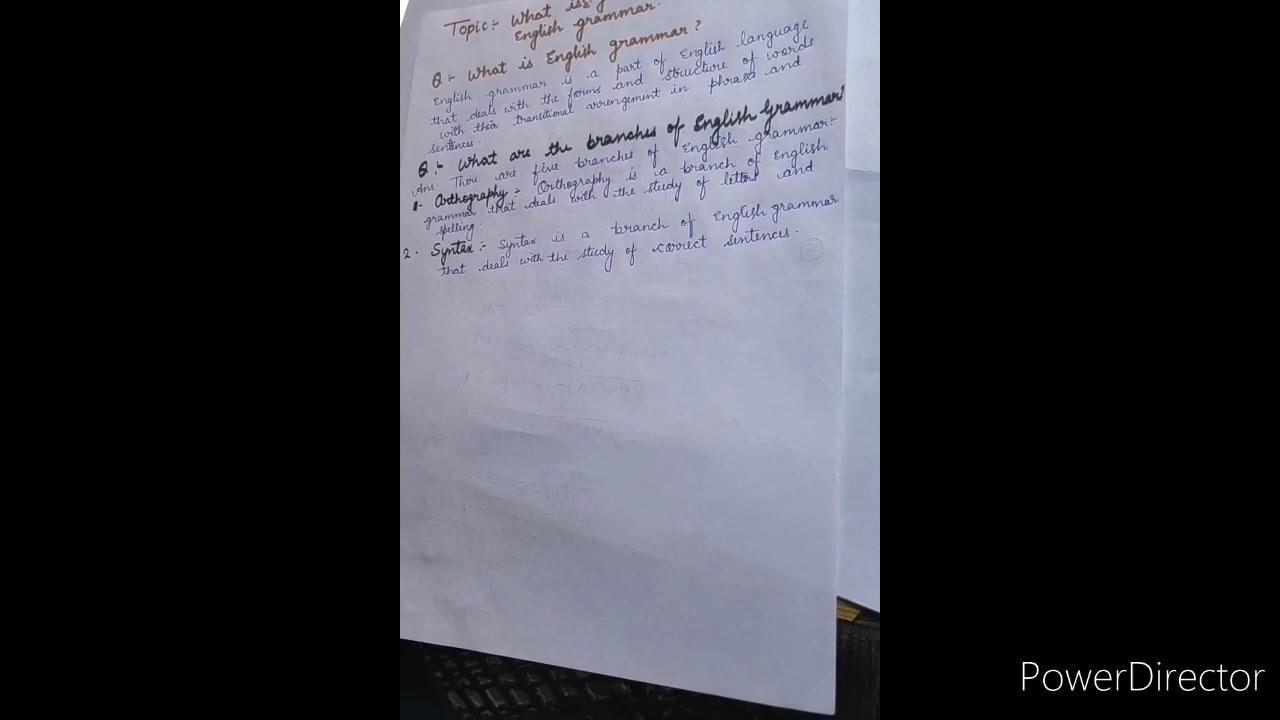 Topic:- What is
English grammar.
Q:- What is English grammar?
English grammar is a part of English language
that deals with the forms and structure of words
with their transitional arrengement in phrases and
sentences.
Q:- What are the branches of English Grammar?
Ans:- There are five branches of English grammar:-
1- Orthography:- Orthography is a branch of English
grammar that deals with the study of letters and
spelling.
2. Syntax:- Syntax is a branch of English grammar
that deals with the study of correct sentences.
PowerDirector